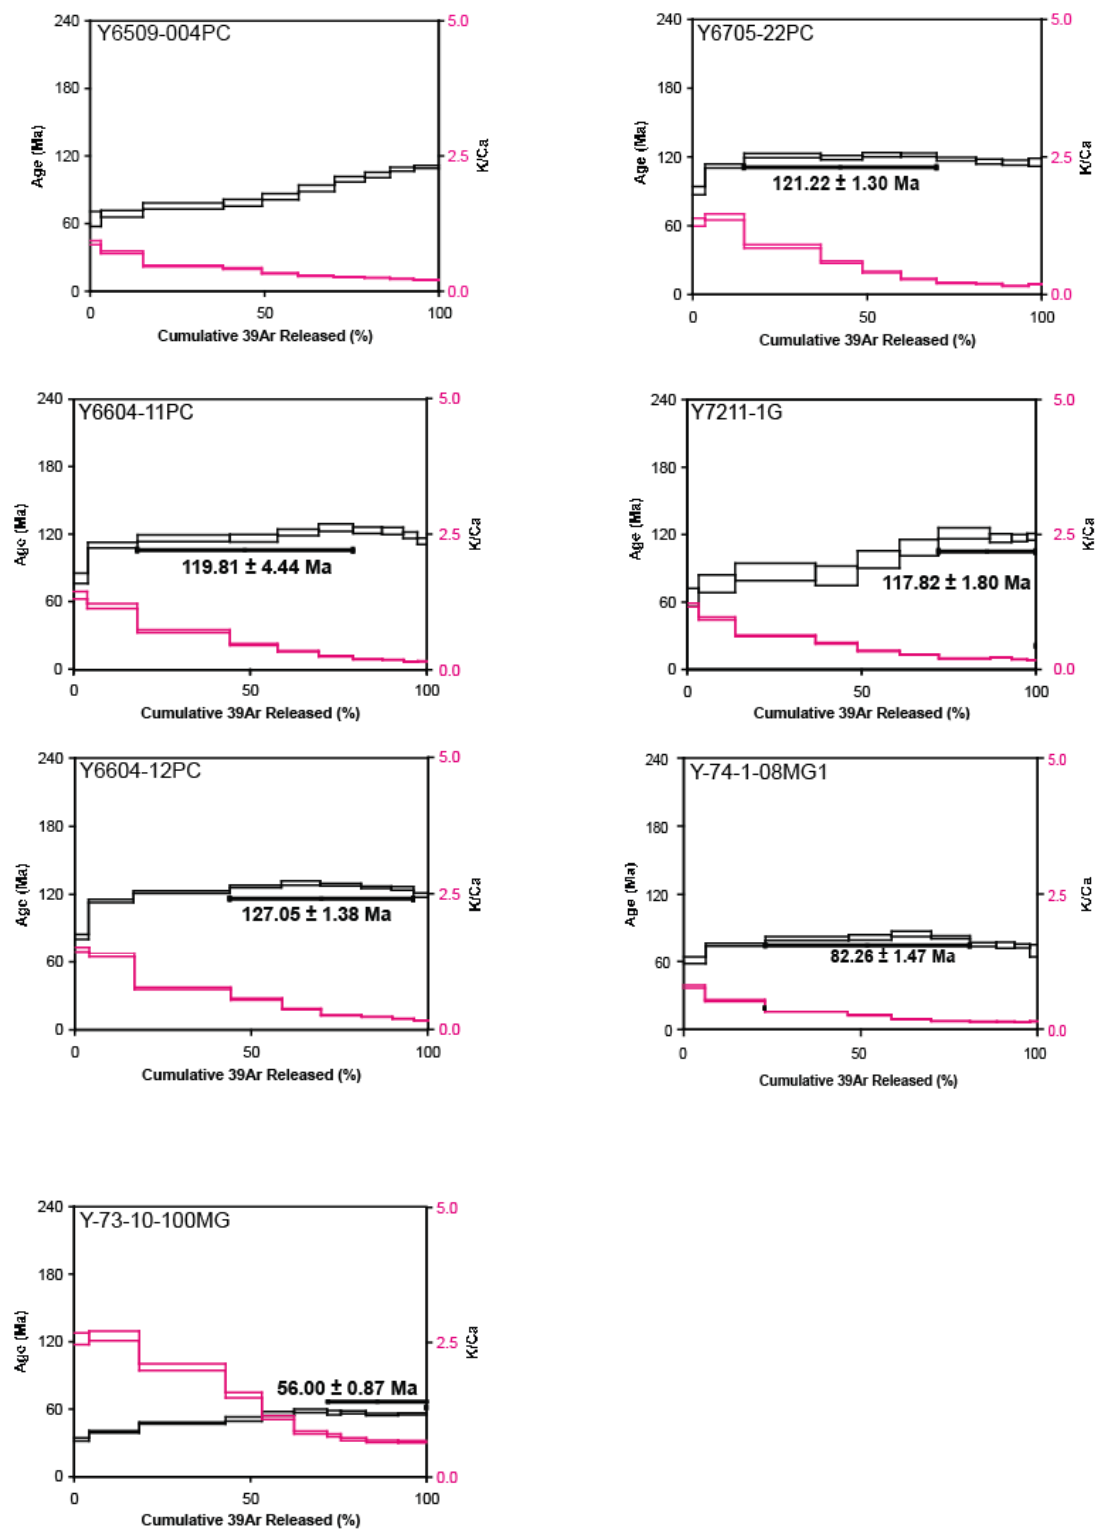 Y6509-004PC
240
180
120
60
0
Age (Ma)
5.0
2.5
0.0
K/Ca
0
50
100
Cumulative 39Ar Released (%)
Y6705-22PC
240
180
120
60
0
Age (Ma)
5.0
2.5
0.0
K/Ca
121.22 ± 1.30 Ma
0
50
100
Cumulative 39Ar Released (%)
Y6604-11PC
240
180
120
60
0
Age (Ma)
5.0
2.5
0.0
K/Ca
119.81 ± 4.44 Ma
0
50
100
Cumulative 39Ar Released (%)
Y7211-1G
240
180
120
60
0
Age (Ma)
5.0
2.5
0.0
K/Ca
117.82 ± 1.80 Ma
0
50
100
Cumulative 39Ar Released (%)
Y6604-12PC
240
180
120
60
0
Age (Ma)
5.0
2.5
0.0
K/Ca
127.05 ± 1.38 Ma
0
50
100
Cumulative 39Ar Released (%)
Y-74-1-08MG1
240
180
120
60
0
Age (Ma)
5.0
2.5
0.0
K/Ca
82.26 ± 1.47 Ma
0
50
100
Cumulative 39Ar Released (%)
Y-73-10-100MG
240
180
120
60
0
Age (Ma)
5.0
2.5
0.0
K/Ca
56.00 ± 0.87 Ma
0
50
100
Cumulative 39Ar Released (%)